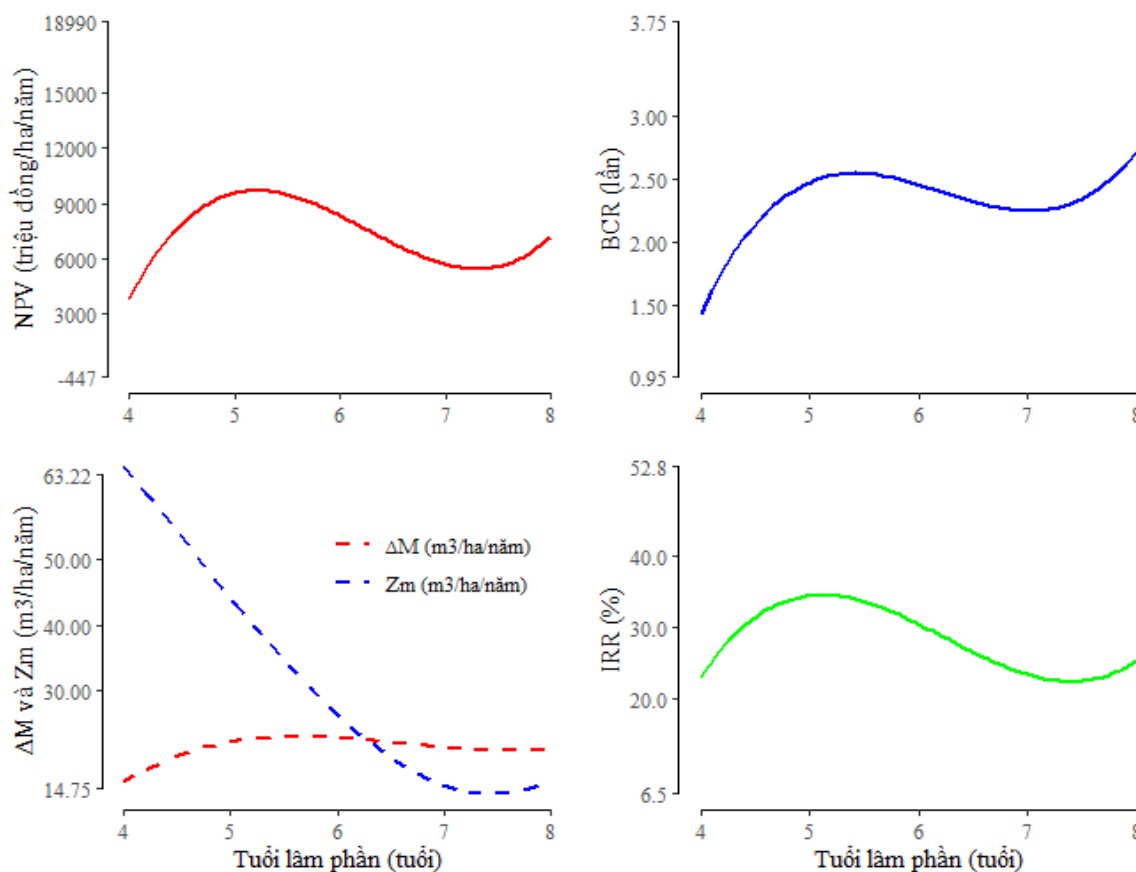 NPV (triệu đồng/ha/năm)
18990
15000
12000
9000
6000
3000
-447
4 5 6 7 8
BCR (lần)
3.75
3.00
2.50
2.00
1.50
0.95
4 5 6 7 8
ΔM và Zm (m3/ha/năm)
63.22
50.00
40.00
30.00
14.75
ΔM (m3/ha/năm)
Zm (m3/ha/năm)
4 5 6 7 8
Tuổi lâm phần (tuổi)
IRR (%)
52.8
40.0
30.0
20.0
6.5
4 5 6 7 8
Tuổi lâm phần (tuổi)